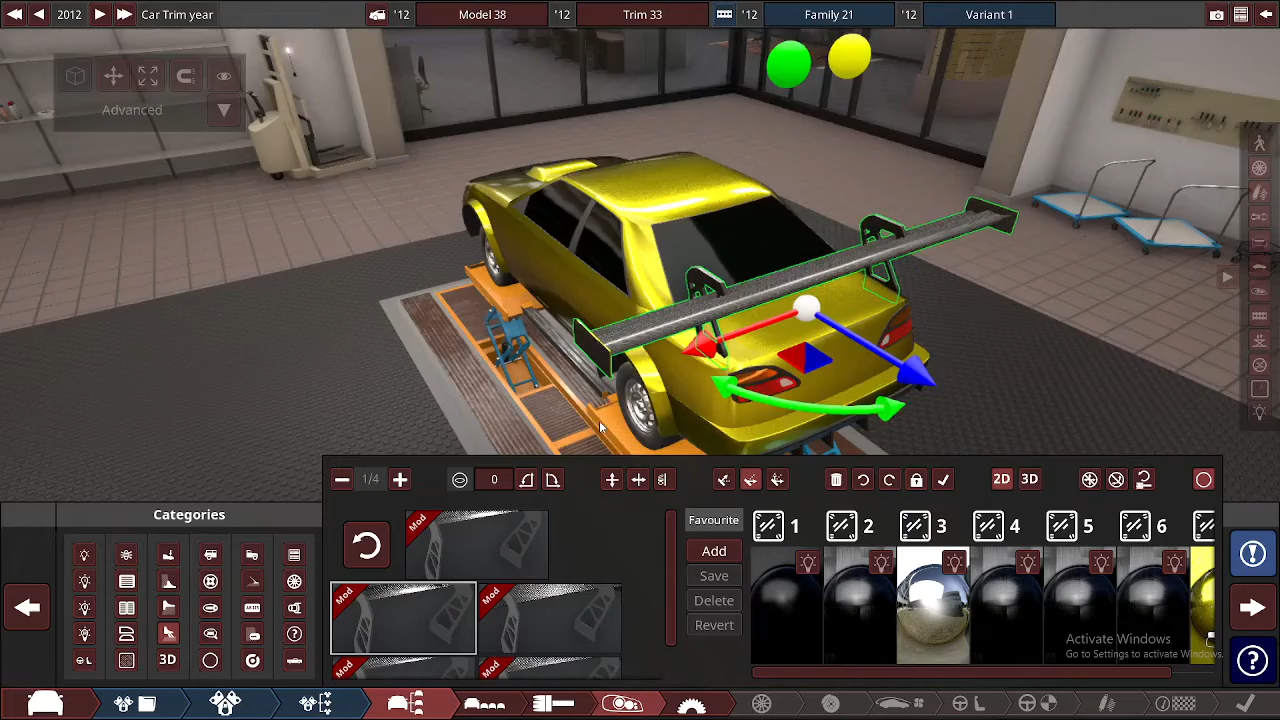 2012 Car Trim year '12 Model 38 '12 Trim 33 '12 Family 21 '12 Variant 1
Advanced
1/4 0 2D 3D
Categories
Mod
Favourite 1 2 3 4 5 6
Add
Mod Mod
Save
Delete
Revert
L 3D
Mod Mod
Activate Windows
Go to Settings to activate Windows.